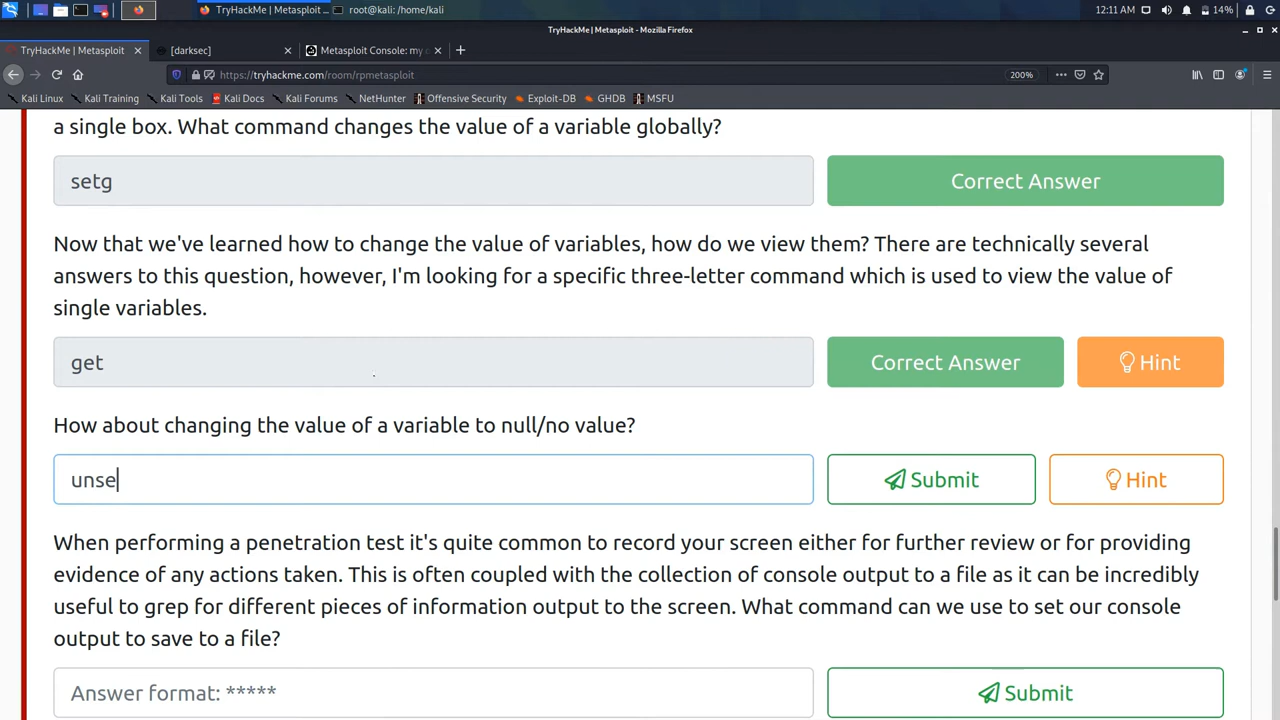 TryHackMe | Metasploit ...
root@kali: /home/kali
12:11 AM
14%
TryHackMe | Metasploit - Mozilla Firefox
TryHackMe | Metasploit
[darksec]
Metasploit Console: my
https://tryhackme.com/room/rpmetasploit
200%
Kali Linux
Kali Training
Kali Tools
Kali Docs
Kali Forums
NetHunter
Offensive Security
Exploit-DB
GHDB
MSFU
a single box. What command changes the value of a variable globally?
setg
Correct Answer
Now that we've learned how to change the value of variables, how do we view them? There are technically several
answers to this question, however, I'm looking for a specific three-letter command which is used to view the value of
single variables.
get
Correct Answer
Hint
How about changing the value of a variable to null/no value?
unse
Submit
Hint
When performing a penetration test it's quite common to record your screen either for further review or for providing
evidence of any actions taken. This is often coupled with the collection of console output to a file as it can be incredibly
useful to grep for different pieces of information output to the screen. What command can we use to set our console
output to save to a file?
Answer format: *****
Submit